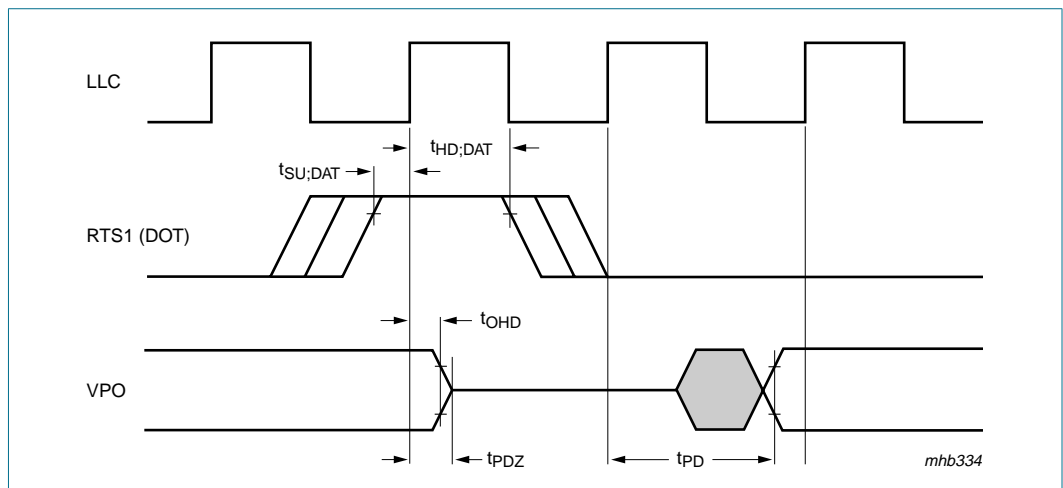 LLC
tHD;DAT
tSU;DAT
RTS1 (DOT)
tOHD
VPO
tPDZ
tPD
mhb334